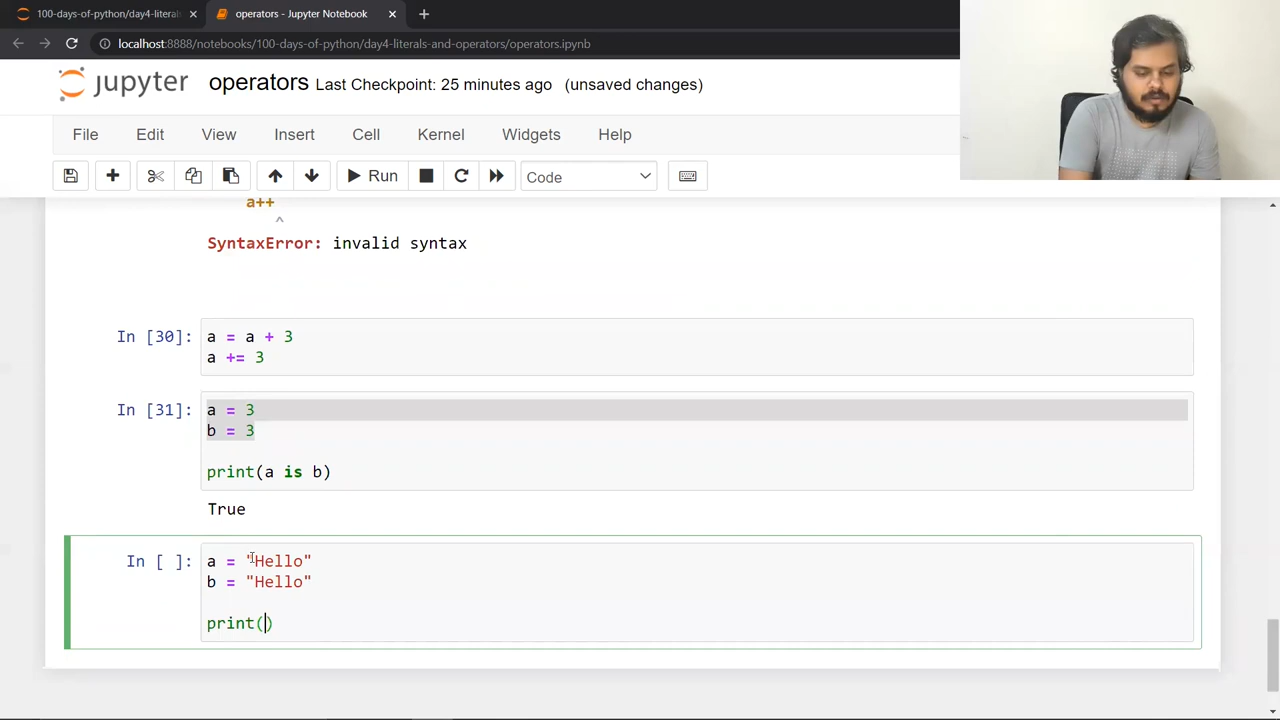 100-days-of-python/day4-literal
operators - Jupyter Notebook
localhost:8888/notebooks/100-days-of-python/day4-literals-and-operators/operators.ipynb
jupyter operators Last Checkpoint: 25 minutes ago (unsaved changes)
File Edit View Insert Cell Kernel Widgets Help
Run Code
a++
^
SyntaxError: invalid syntax
In [30]: a = a + 3
a += 3
In [31]: a = 3
b = 3
print(a is b)
True
In [ ]: a = "Hello"
b = "Hello"
print()